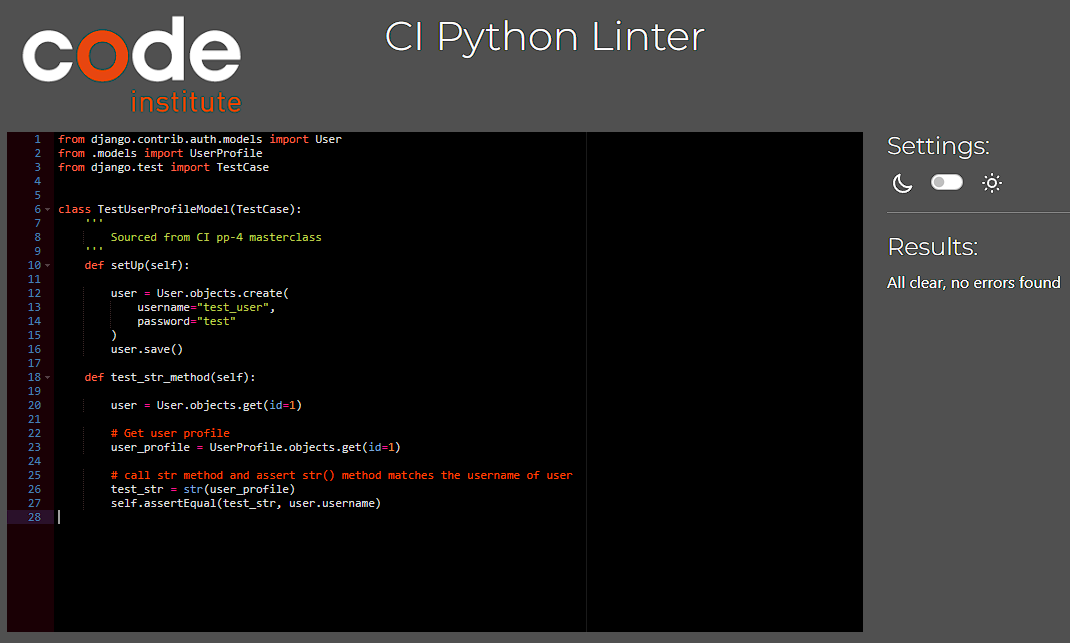 code
institute
CI Python Linter
1 from django.contrib.auth.models import User
2 from .models import UserProfile
3 from django.test import TestCase
4
5
6 class TestUserProfileModel(TestCase):
7     '''
8         Sourced from CI pp-4 masterclass
9     '''
10     def setUp(self):
11
12         user = User.objects.create(
13             username="test_user",
14             password="test"
15         )
16         user.save()
17
18     def test_str_method(self):
19
20         user = User.objects.get(id=1)
21
22         # Get user profile
23         user_profile = UserProfile.objects.get(id=1)
24
25         # call str method and assert str() method matches the username of user
26         test_str = str(user_profile)
27         self.assertEqual(test_str, user.username)
28
Settings:
Results:
All clear, no errors found